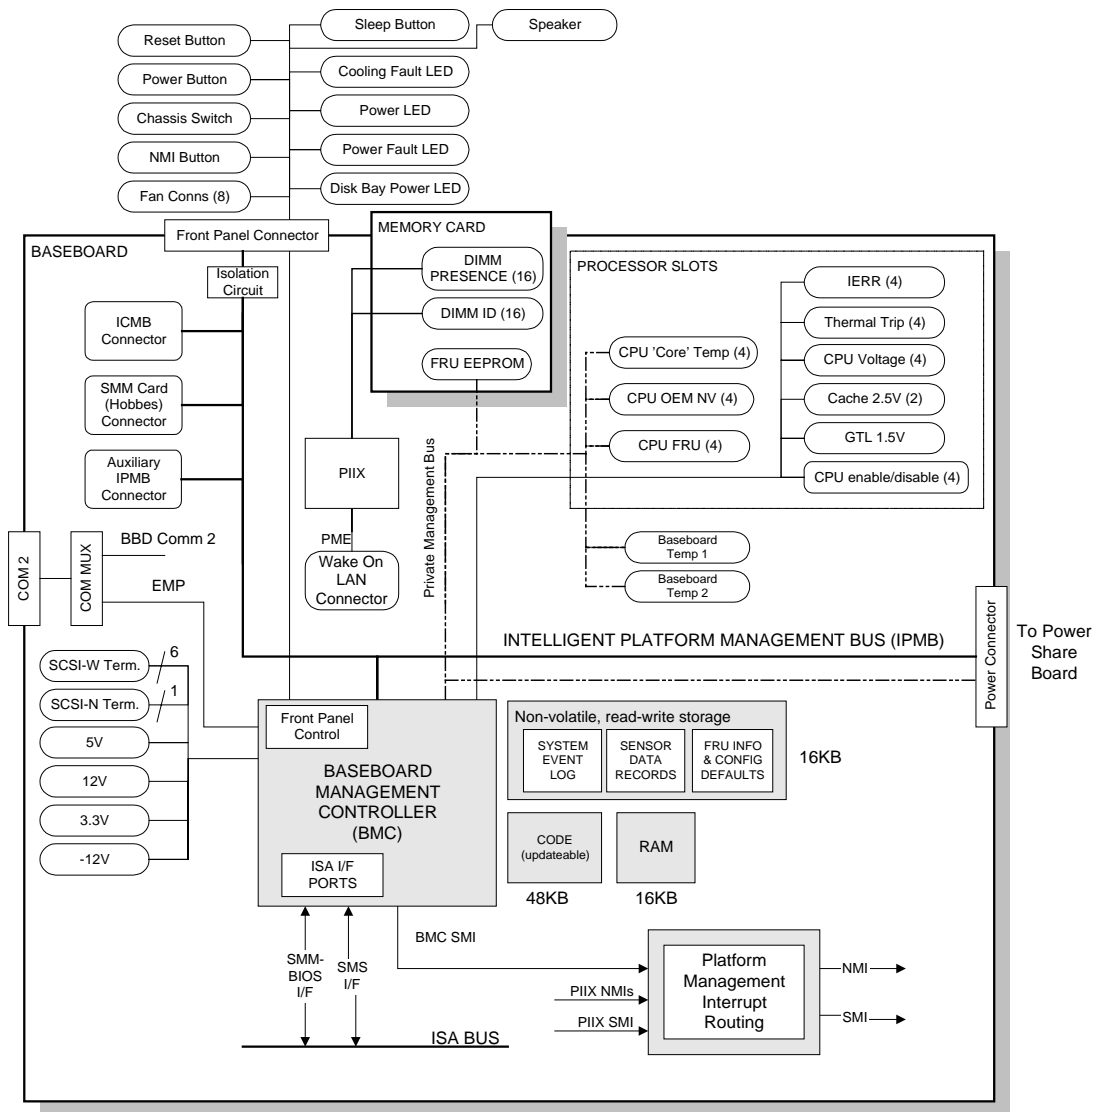 Sleep Button
Speaker
Reset Button
Cooling Fault LED
Power Button
Power LED
Chassis Switch
Power Fault LED
NMI Button
Disk Bay Power LED
Fan Conns (8)
Front Panel Connector
BASEBOARD
Isolation
Circuit
MEMORY CARD
DIMM
PRESENCE (16)
DIMM ID (16)
FRU EEPROM
PROCESSOR SLOTS
IERR (4)
Thermal Trip (4)
CPU Voltage (4)
Cache 2.5V (2)
GTL 1.5V
CPU enable/disable (4)
CPU 'Core' Temp (4)
CPU OEM NV (4)
CPU FRU (4)
Baseboard
Temp 1
Baseboard
Temp 2
ICMB
Connector
SMM Card
(Hobbes)
Connector
Auxiliary
IPMB
Connector
PIIX
PME
Wake On
LAN
Connector
Private Management Bus
COM 2
COM MUX
BBD Comm 2
EMP
INTELLIGENT PLATFORM MANAGEMENT BUS (IPMB)
Power Connector
To Power
Share
Board
SCSI-W Term.
6
SCSI-N Term.
1
5V
12V
3.3V
-12V
Front Panel
Control
BASEBOARD
MANAGEMENT
CONTROLLER
(BMC)
ISA I/F
PORTS
Non-volatile, read-write storage
SYSTEM
EVENT
LOG
SENSOR
DATA
RECORDS
FRU INFO
& CONFIG
DEFAULTS
16KB
CODE
(updateable)
48KB
RAM
16KB
BMC SMI
SMM-
BIOS
I/F
SMS
I/F
ISA BUS
PIIX NMIs
PIIX SMI
Platform
Management
Interrupt
Routing
NMI
SMI